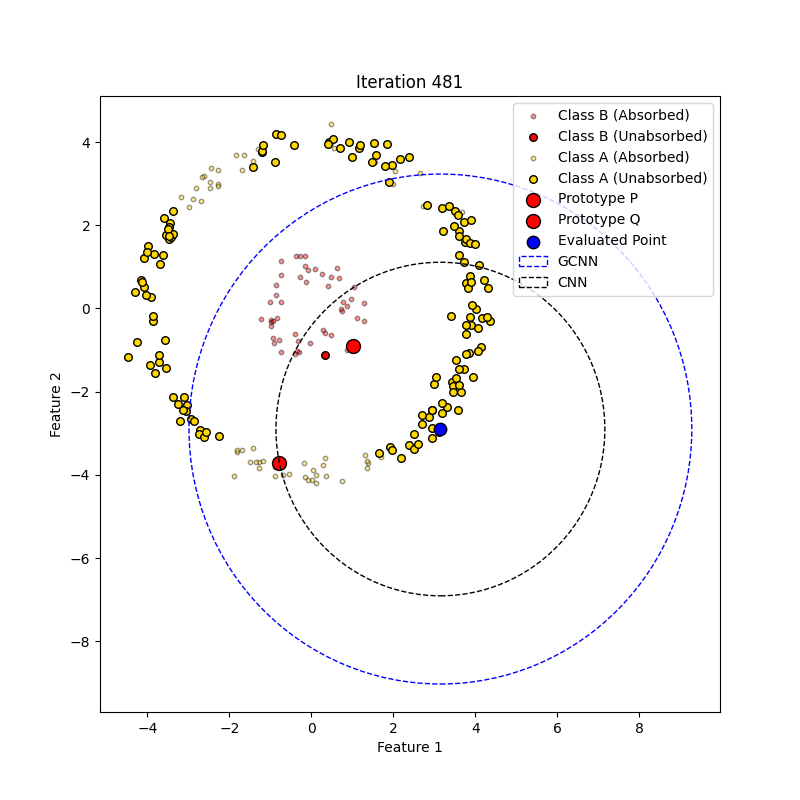 Iteration 481
Class B (Absorbed)
Class B (Unabsorbed)
Class A (Absorbed)
Class A (Unabsorbed)
Prototype P
Prototype Q
Evaluated Point
GCNN
CNN
4
2
0
−2
−4
−6
−8
Feature 2
−4 −2 0 2 4 6 8
Feature 1